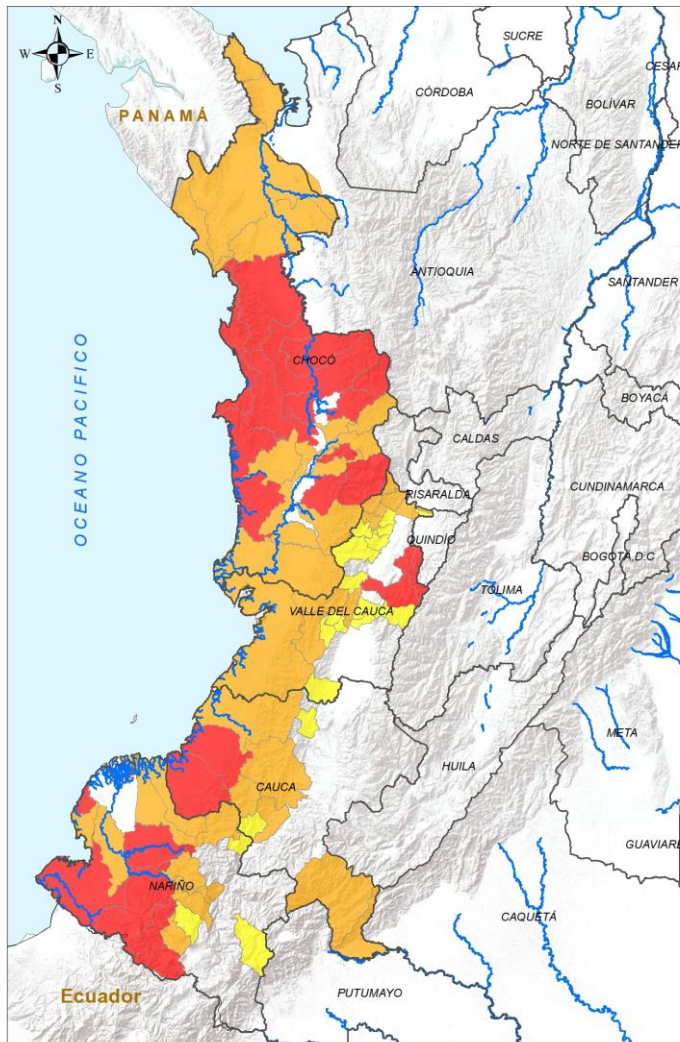 N
W E
S
PANAMÁ
SUCRE
CESAR
CÓRDOBA
BOLÍVAR
NORTE DE SANTANDER
ANTIOQUIA
SANTANDER
OCEANO PACIFICO
CHOCÓ
BOYACÁ
CALDAS
RISARALDA
CUNDINAMARCA
QUINDÍO
BOGOTÁ,D.C
TOLIMA
VALLE DEL CAUCA
META
HUILA
CAUCA
GUAVIARE
NARIÑO
CAQUETÁ
Ecuador
PUTUMAYO